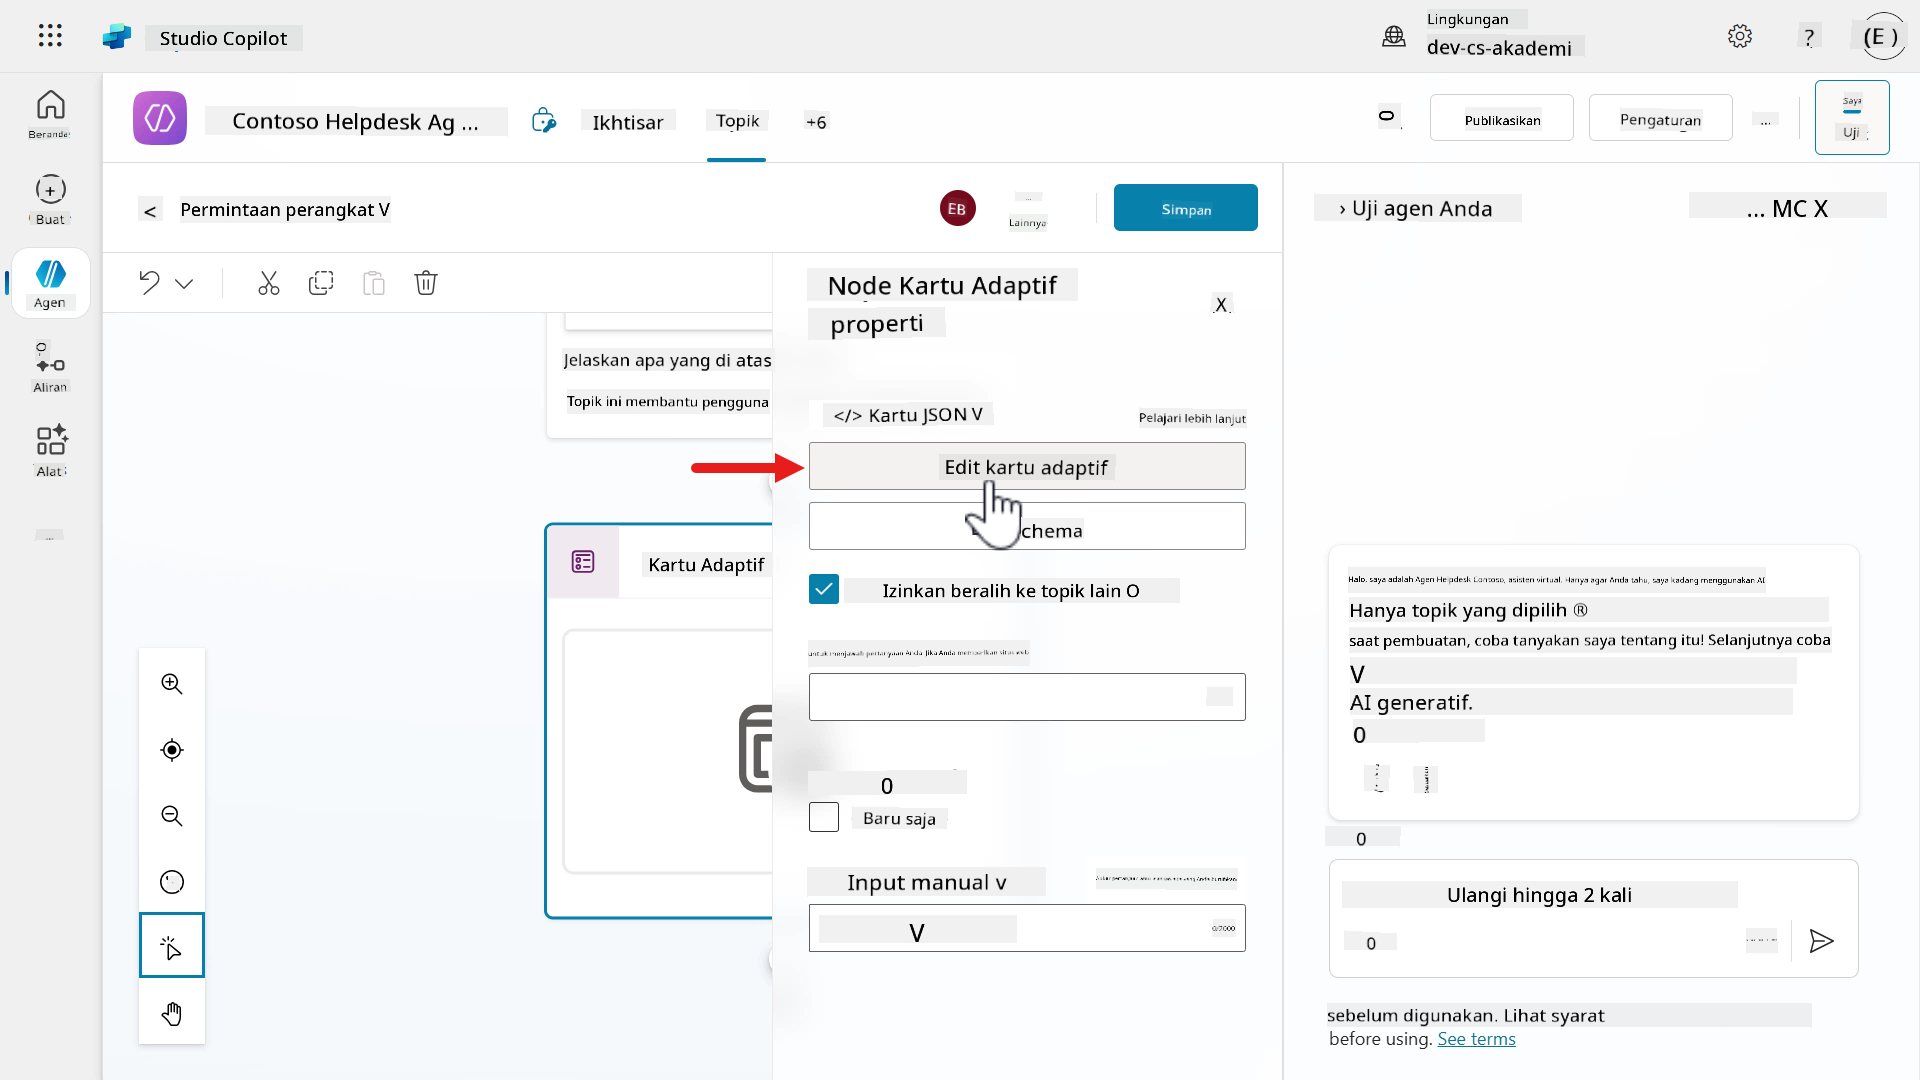 Studio Copilot
Lingkungan
dev-cs-akademi
?
(E )
Beranda
Buat
Agen
Aliran
Alat
Contoso Helpdesk Ag ...
Ikhtisar
Topik
+6
Publikasikan
Pengaturan
...
Saya
Uji
<
Permintaan perangkat V
EB
...
Lainnya
Simpan
› Uji agen Anda
... MC X
Jelaskan apa yang di atas
Topik ini membantu pengguna
Kartu Adaptif
Node Kartu Adaptif
properti
X
</> Kartu JSON V
Pelajari lebih lanjut
Edit kartu adaptif
chema
Izinkan beralih ke topik lain O
untuk menjawab pertanyaan Anda Jika Anda memberikan situs web
0
Baru saja
Input manual v
V
0/2000
Halo, saya adalah Agen Helpdesk Contoso, asisten virtual. Hanya agar Anda tahu, saya kadang menggunakan AI
Hanya topik yang dipilih ®
saat pembuatan, coba tanyakan saya tentang itu! Selanjutnya coba
V
AI generatif.
0
0
Ulangi hingga 2 kali
0
sebelum digunakan. Lihat syarat
before using. See terms